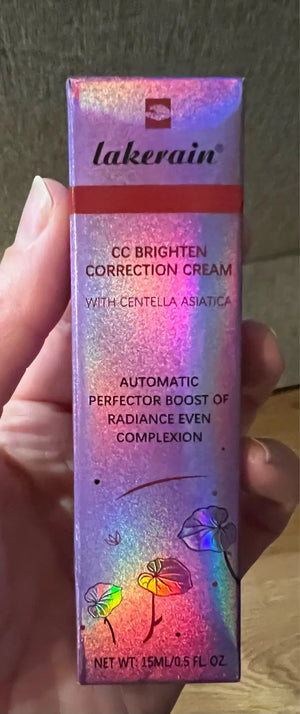 lakerain®
CC BRIGHTEN
CORRECTION CREAM
WITH CENTELLA ASIATICA
AUTOMATIC
PERFECTOR BOOST OF
RADIANCE EVEN
COMPLEXION
NET WT: 15ML/0.5 FL. OZ.